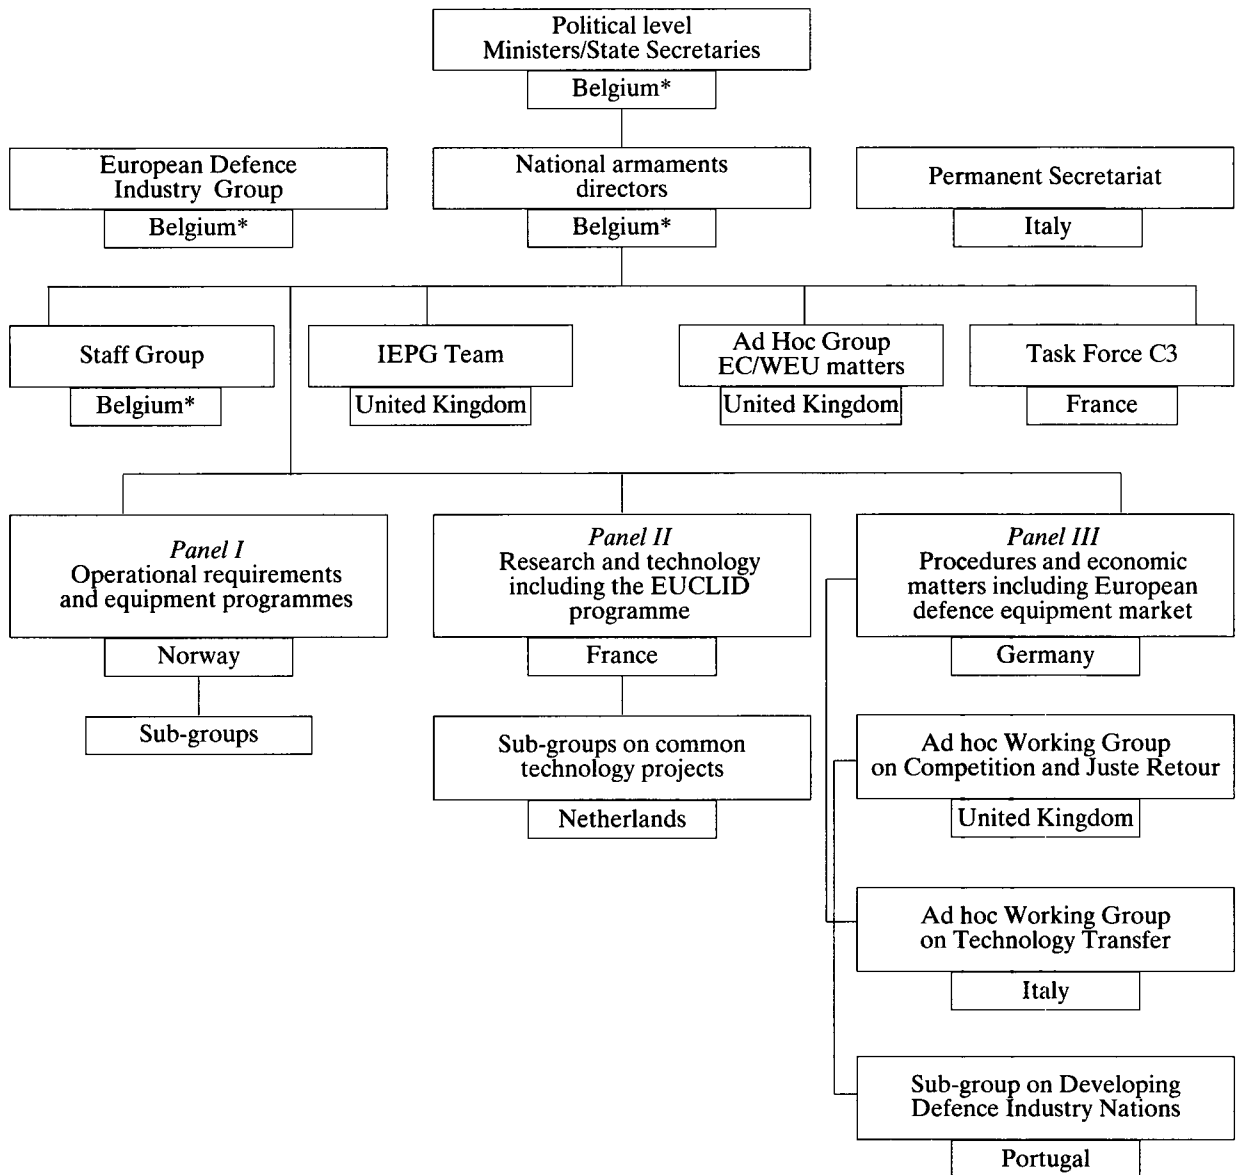 Political level
Ministers/State Secretaries
Belgium*
European Defence
Industry Group
Belgium*
National armaments
directors
Belgium*
Permanent Secretariat
Italy
Staff Group
Belgium*
IEPG Team
United Kingdom
Ad Hoc Group
EC/WEU matters
United Kingdom
Task Force C3
France
Panel I
Operational requirements
and equipment programmes
Norway
Sub-groups
Panel II
Research and technology
including the EUCLID
programme
France
Sub-groups on common
technology projects
Netherlands
Panel III
Procedures and economic
matters including European
defence equipment market
Germany
Ad hoc Working Group
on Competition and Juste Retour
United Kingdom
Ad hoc Working Group
on Technology Transfer
Italy
Sub-group on Developing
Defence Industry Nations
Portugal